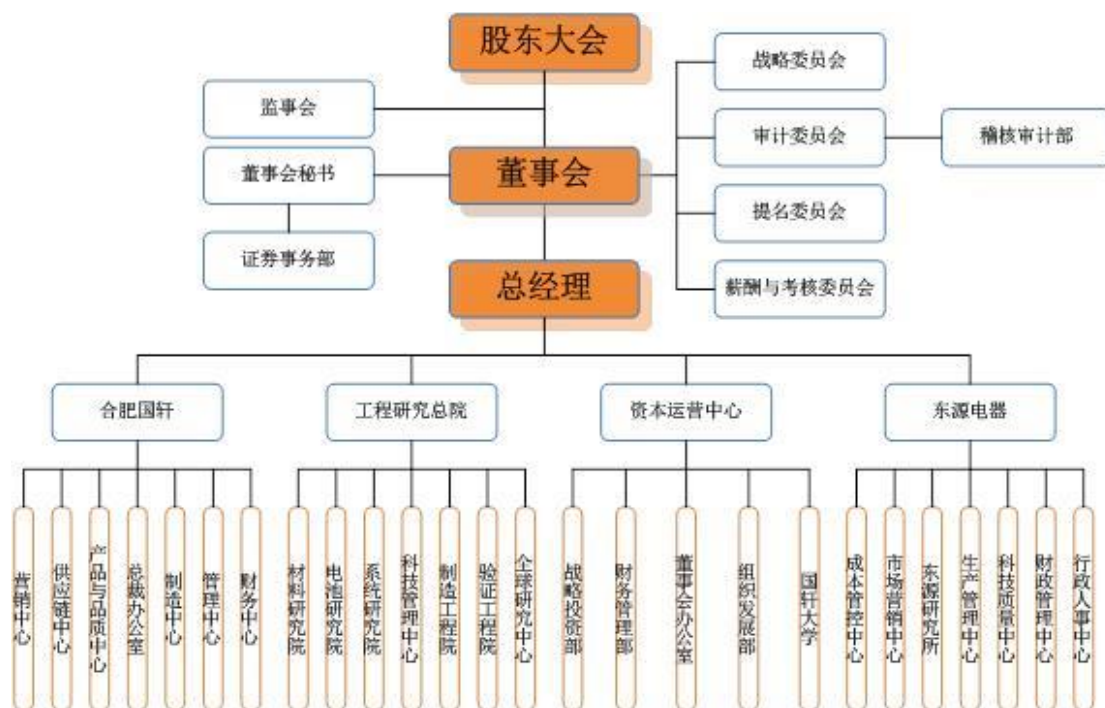 股东大会
战略委员会
监事会
审计委员会
稽核审计部
董事会秘书
董事会
提名委员会
证券事务部
总经理
薪酬与考核委员会
合肥国轩
工程研究总院
资本运营中心
东源电器
营销中心
供应链中心
产品与品质中心
总裁办公室
制造中心
管理中心
财务中心
材料研究院
电池研究院
系统研究院
科技管理中心
制造工程院
验证工程院
全球研究中心
战略投资部
财务管理部
董事会办公室
组织发展部
国轩大学
成本管控中心
市场营销中心
东源研究所
生产管理中心
科技质量中心
财政管理中心
行政人事中心